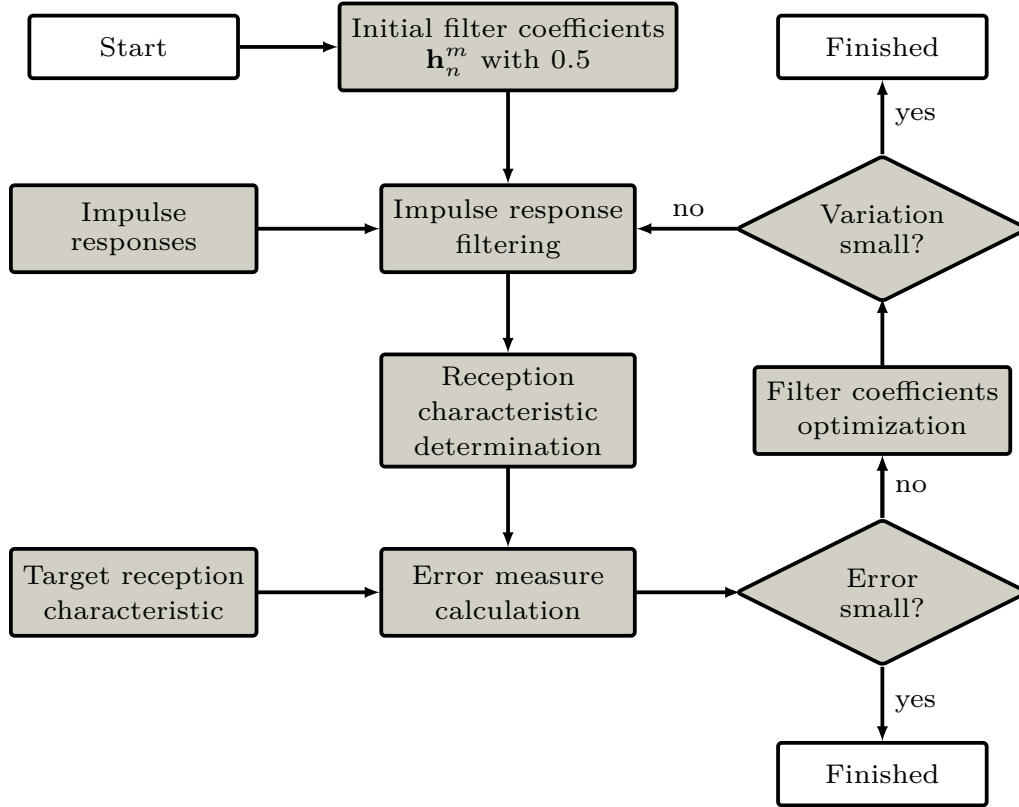 Start
Initial filter coefficients
𝐡ₙᵐ with 0.5
Finished
yes
Impulse
responses
Impulse response
filtering
no
Variation
small?
Reception
characteristic
determination
Filter coefficients
optimization
no
Target reception
characteristic
Error measure
calculation
Error
small?
yes
Finished